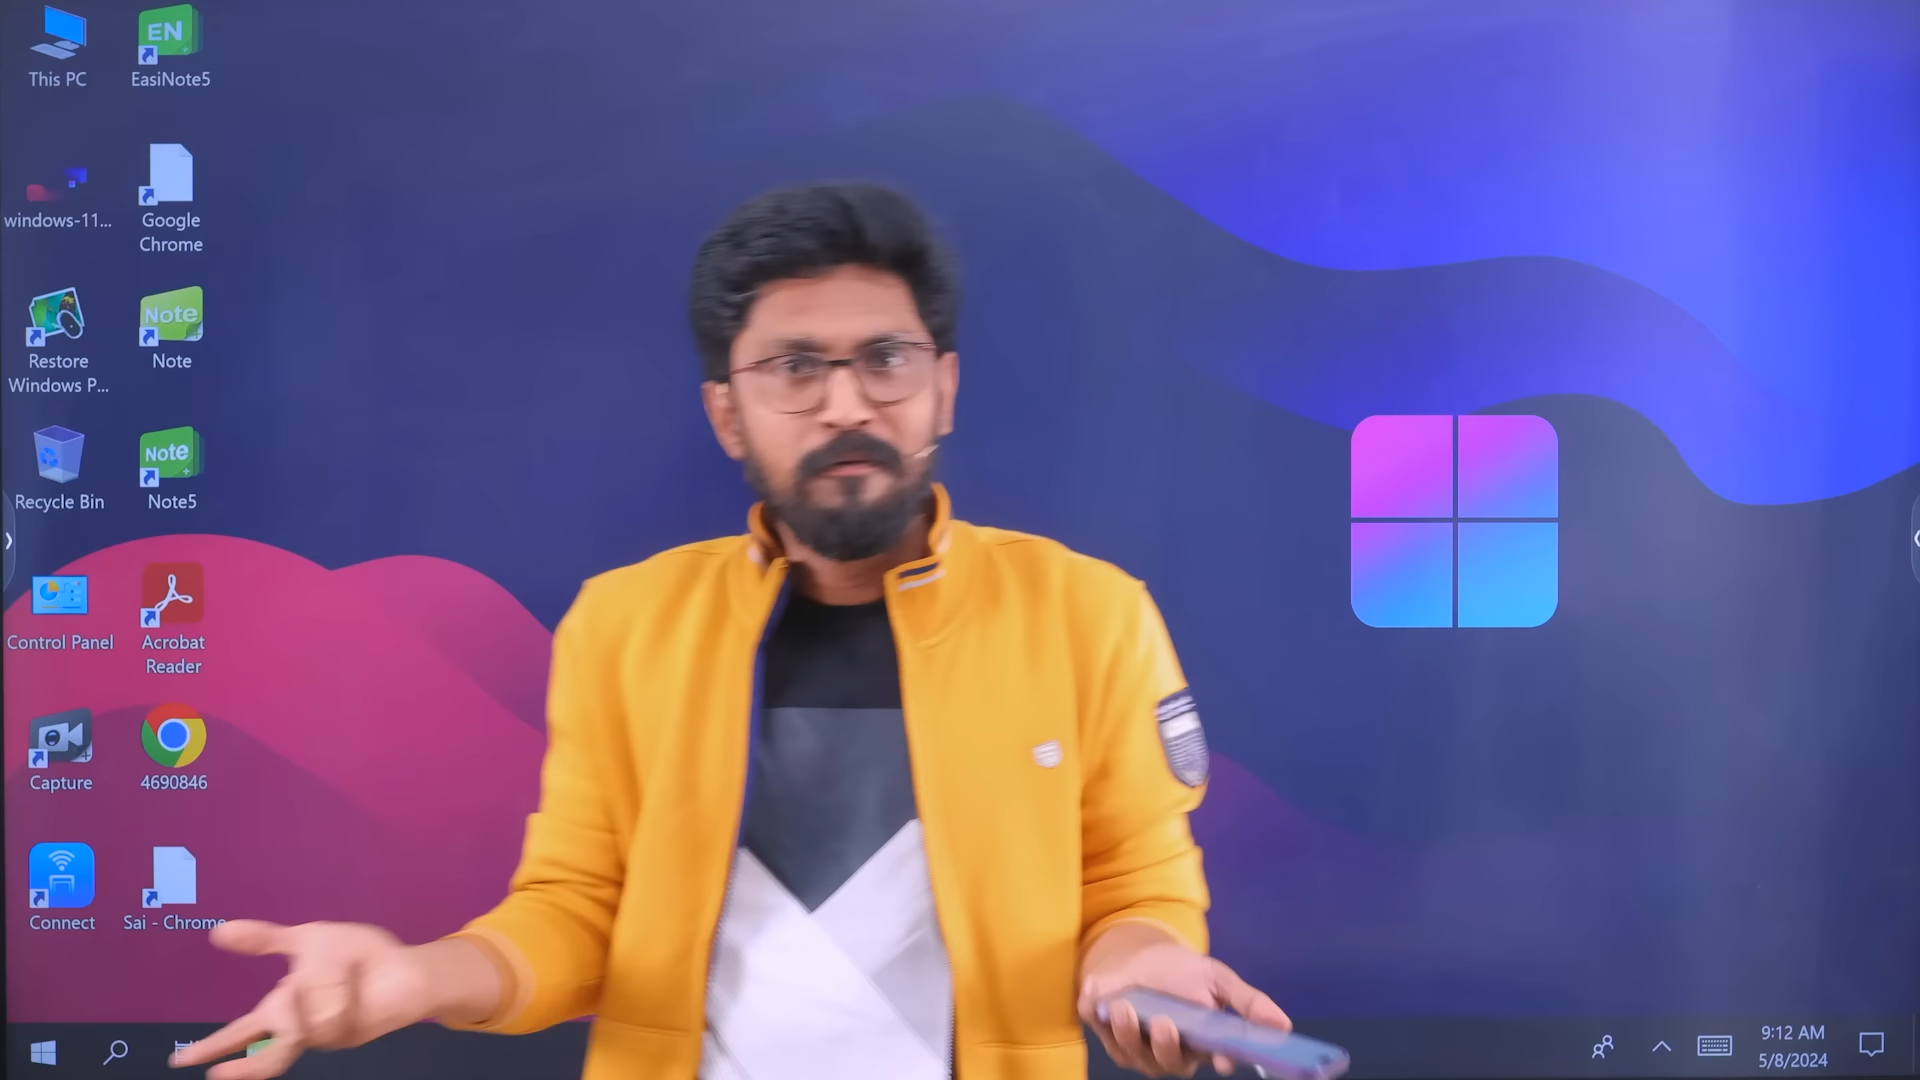 This PC
EN
EasiNote5
windows-11...
Google
Chrome
Restore
Windows P...
Note
Note
Recycle Bin
Note
Note5
Control Panel
Acrobat
Reader
Capture
4690846
Connect
Sai - Chrome
9:12 AM
5/8/2024